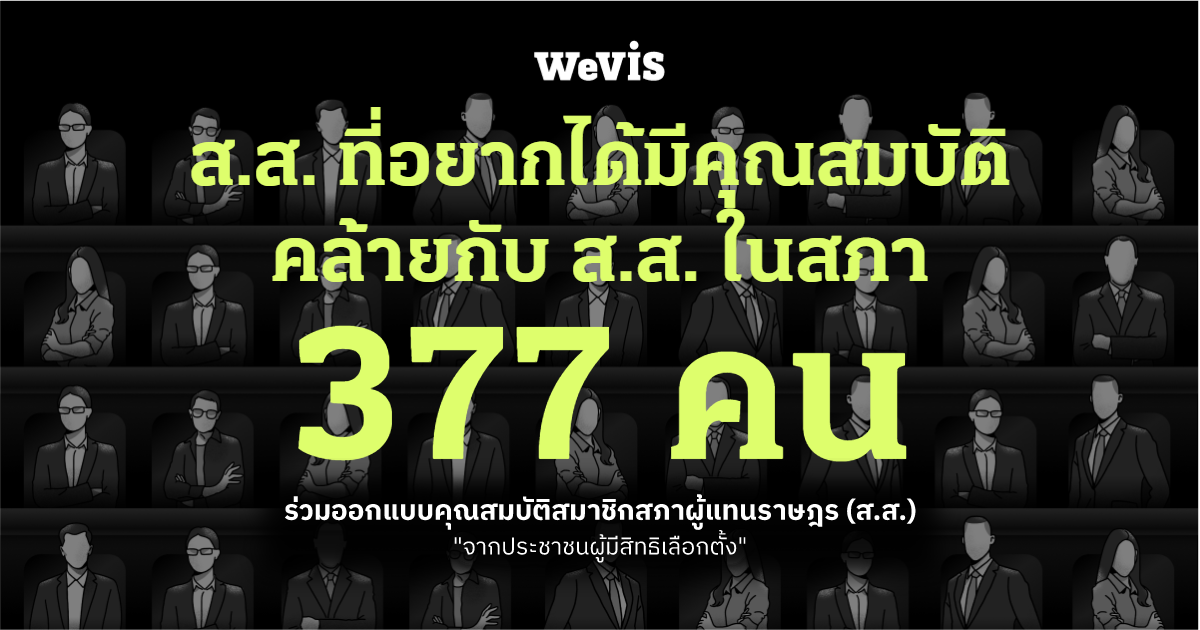 WeVIS
ส.ส. ที่อยากได้มีคุณสมบัติ
คล้ายกับ ส.ส. ในสภา
377 คน
ร่วมออกแบบคุณสมบัติสมาชิกสภาผู้แทนราษฎร (ส.ส.)
"จากประชาชนผู้มีสิทธิเลือกตั้ง"